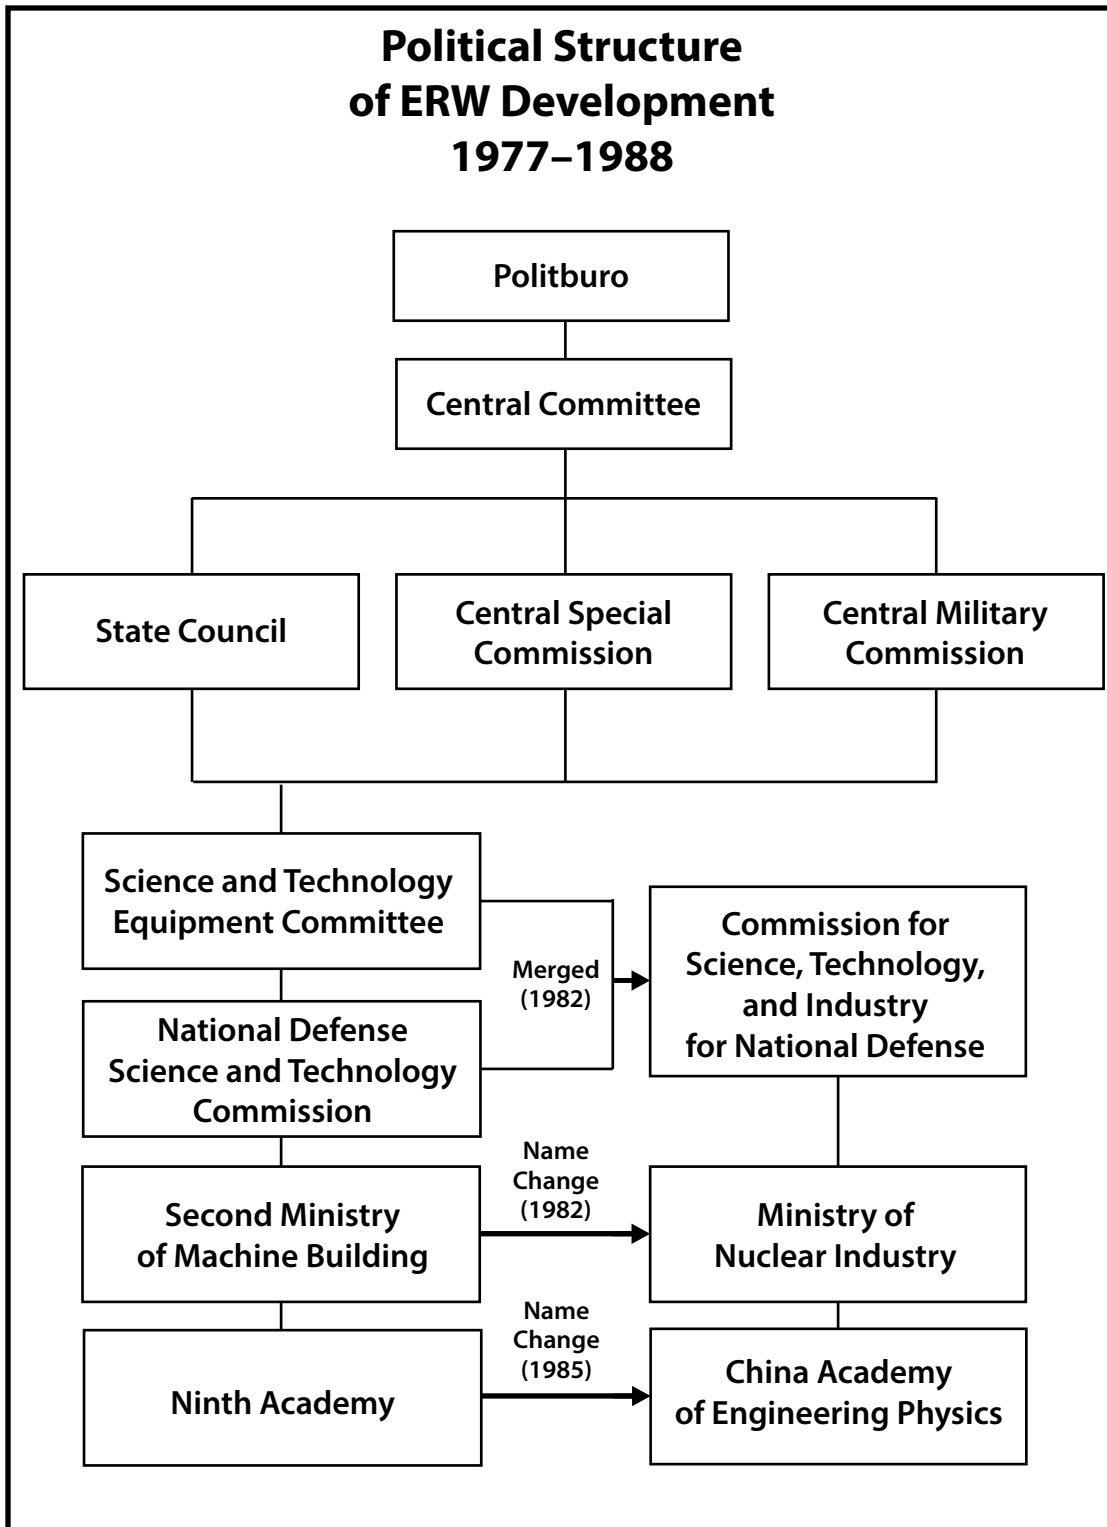 Political Structure
of ERW Development
1977–1988
Politburo
Central Committee
State Council
Central Special
Commission
Central Military
Commission
Science and Technology
Equipment Committee
Merged
(1982)
Commission for
Science, Technology,
and Industry
for National Defense
National Defense
Science and Technology
Commission
Second Ministry
of Machine Building
Name
Change
(1982)
Ministry of
Nuclear Industry
Ninth Academy
Name
Change
(1985)
China Academy
of Engineering Physics